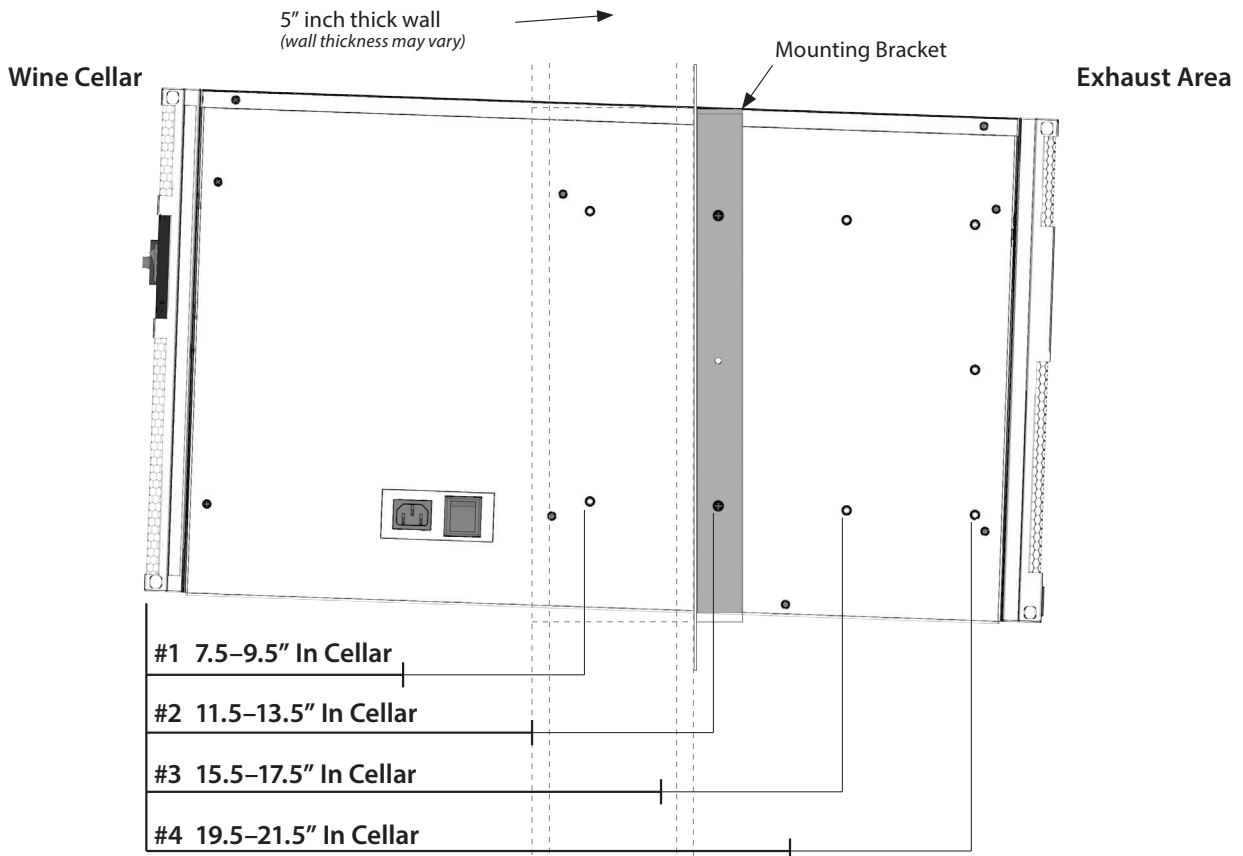 5” inch thick wall
(wall thickness may vary)
Mounting Bracket
Wine Cellar
Exhaust Area
#1 7.5–9.5” In Cellar
#2 11.5–13.5” In Cellar
#3 15.5–17.5” In Cellar
#4 19.5–21.5” In Cellar